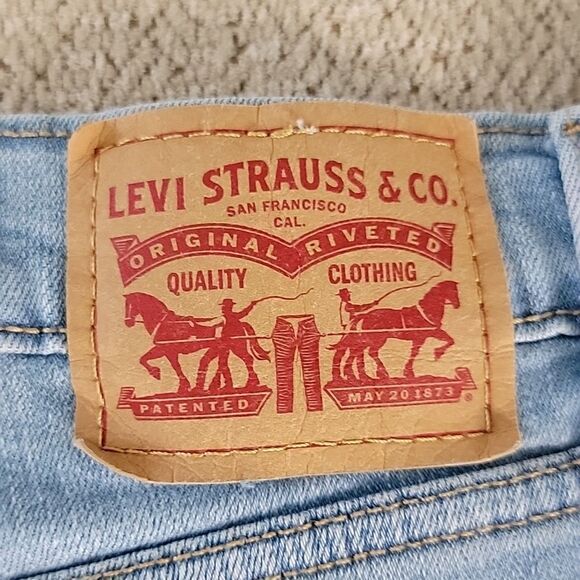 LEVI STRAUSS & CO.
SAN FRANCISCO
CAL.
ORIGINAL RIVETED
QUALITY CLOTHING
PATENTED MAY 20 1873 ®